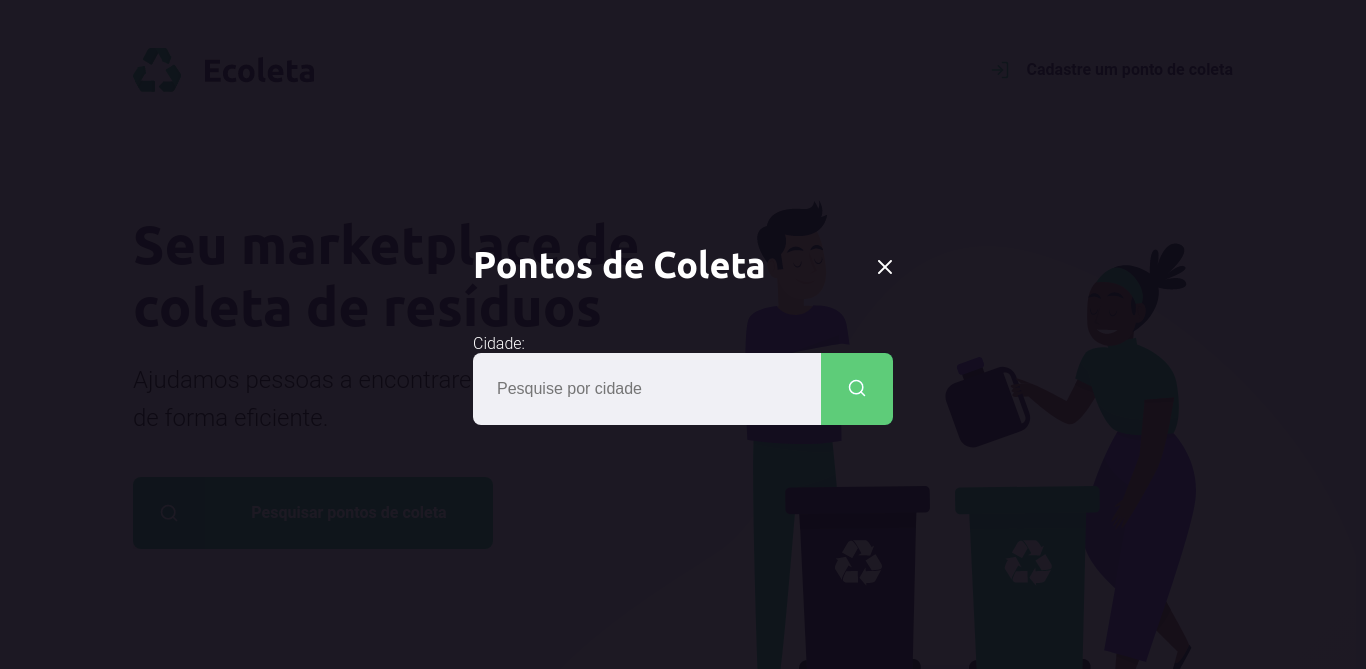 Ecoleta
Cadastre um ponto de coleta
Seu marketplace de
coleta de resíduos
Ajudamos pessoas a encontrare
de forma eficiente.
Pesquisar pontos de coleta
Pontos de Coleta
Cidade:
Pesquise por cidade